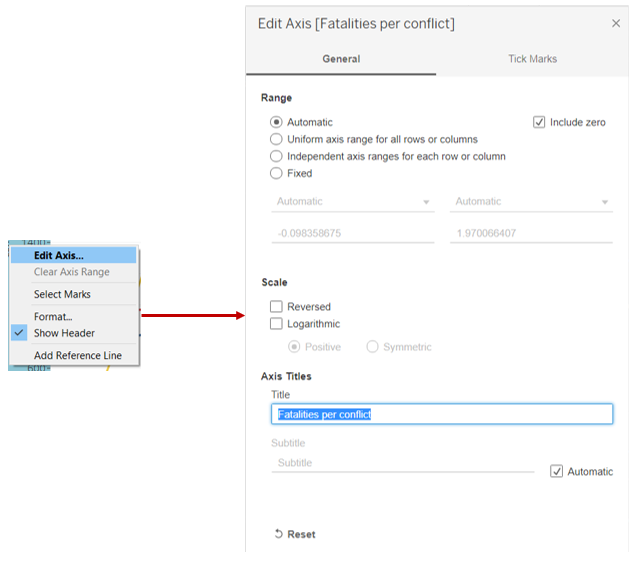 1400
Edit Axis...
Clear Axis Range
Select Marks
Format...
Show Header
Add Reference Line
600
Edit Axis [Fatalities per conflict]
General
Tick Marks
Range
Automatic
Include zero
Uniform axis range for all rows or columns
Independent axis ranges for each row or column
Fixed
Automatic
Automatic
-0.098358675
1.970066407
Scale
Reversed
Logarithmic
Positive
Symmetric
Axis Titles
Title
Fatalities per conflict
Subtitle
Subtitle
Automatic
Reset